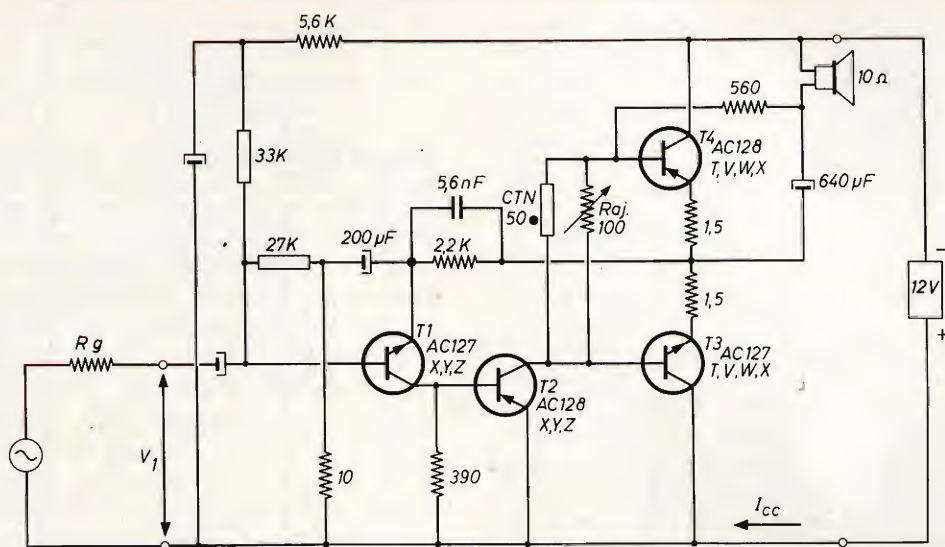 5,6 K
10 Ω
560
33K
T4
AC128
T, V, W, X
5,6 nF
CTN
50
Raj.
100
640 µF
1,5
200 µF
27K
2,2 K
12V
−
+
1,5
Rg
T1
AC127
X,Y,Z
T3
AC127
T, V, W, X
T2
AC128
X,Y,Z
V1
10
390
Icc